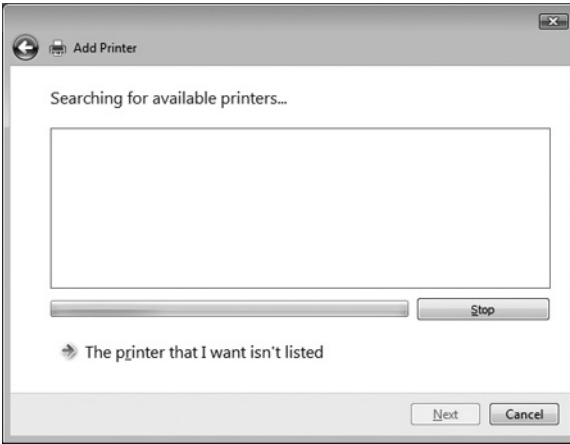 Add Printer
Searching for available printers...
Stop
The printer that I want isn't listed
Next
Cancel